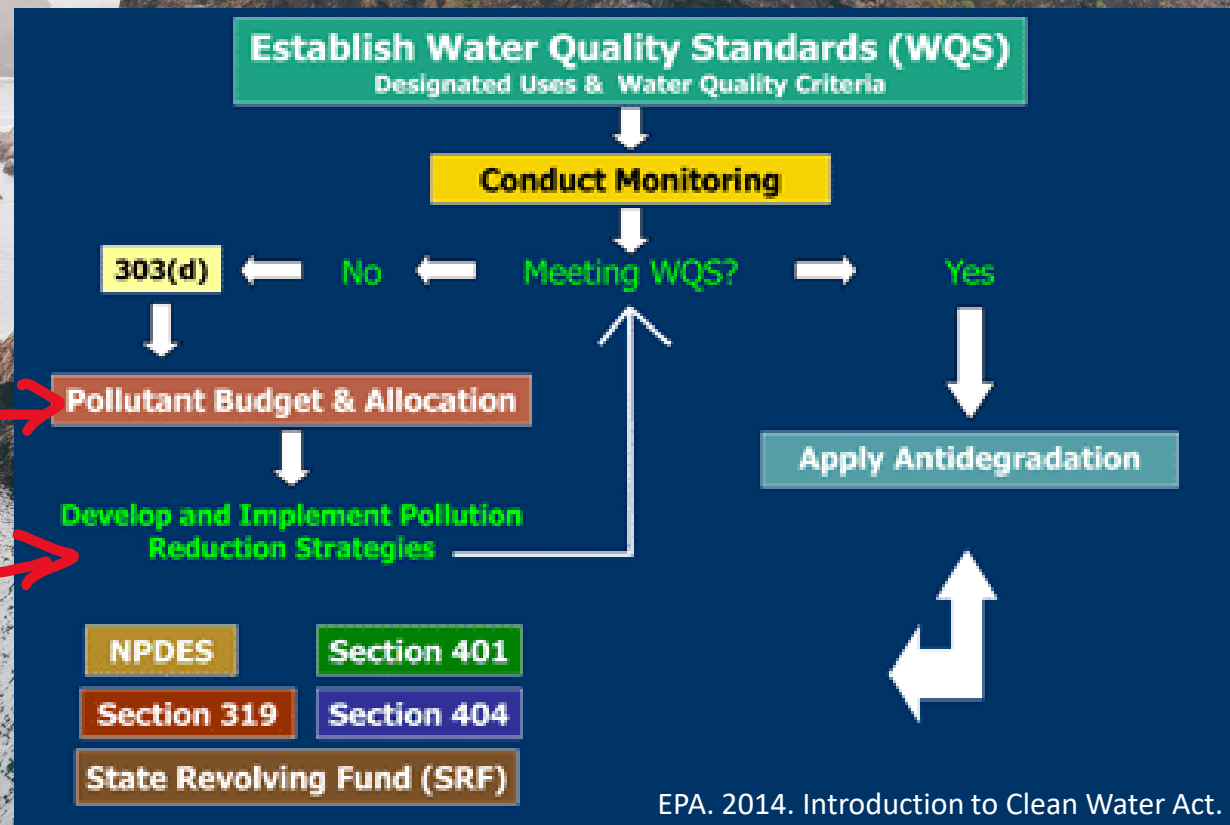 Establish Water Quality Standards (WQS)
Designated Uses & Water Quality Criteria
Conduct Monitoring
303(d)
No
Meeting WQS?
Yes
Pollutant Budget & Allocation
Apply Antidegradation
Develop and Implement Pollution
Reduction Strategies
NPDES
Section 401
Section 319
Section 404
State Revolving Fund (SRF)
EPA. 2014. Introduction to Clean Water Act.